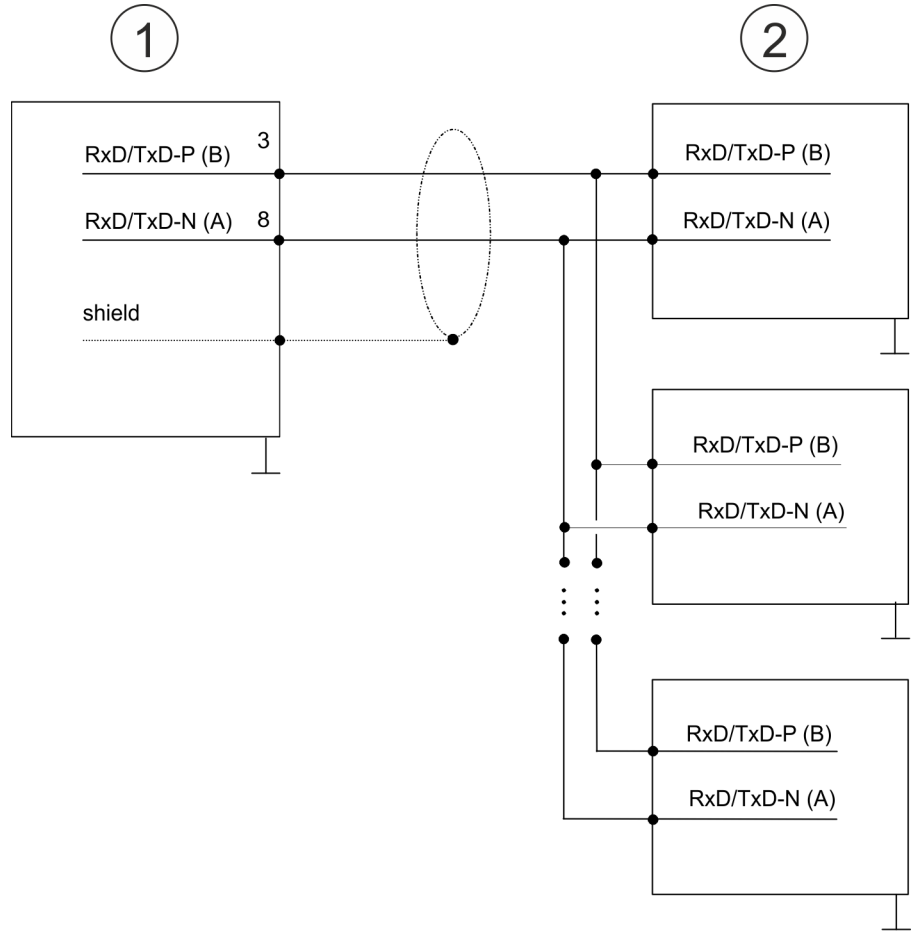 1
2
RxD/TxD-P (B) 3
RxD/TxD-N (A) 8
shield
RxD/TxD-P (B)
RxD/TxD-N (A)
RxD/TxD-P (B)
RxD/TxD-N (A)
RxD/TxD-P (B)
RxD/TxD-N (A)